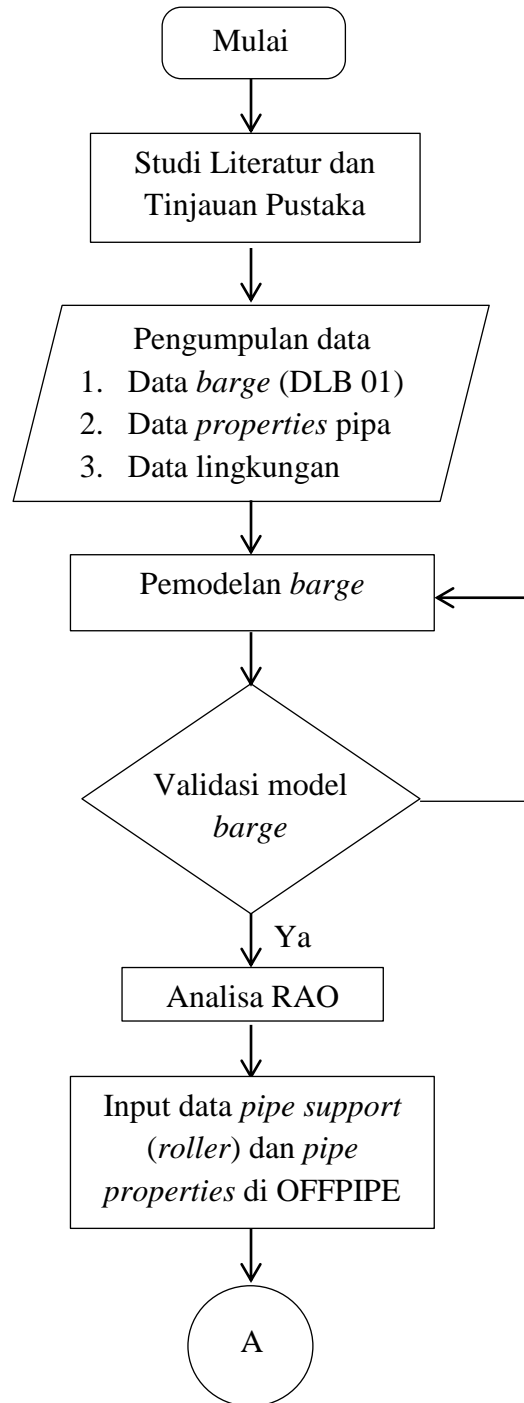 Mulai
Studi Literatur dan
Tinjauan Pustaka
Pengumpulan data
1. Data barge (DLB 01)
2. Data properties pipa
3. Data lingkungan
Pemodelan barge
Validasi model
barge
Ya
Analisa RAO
Input data pipe support
(roller) dan pipe
properties di OFFPIPE
A